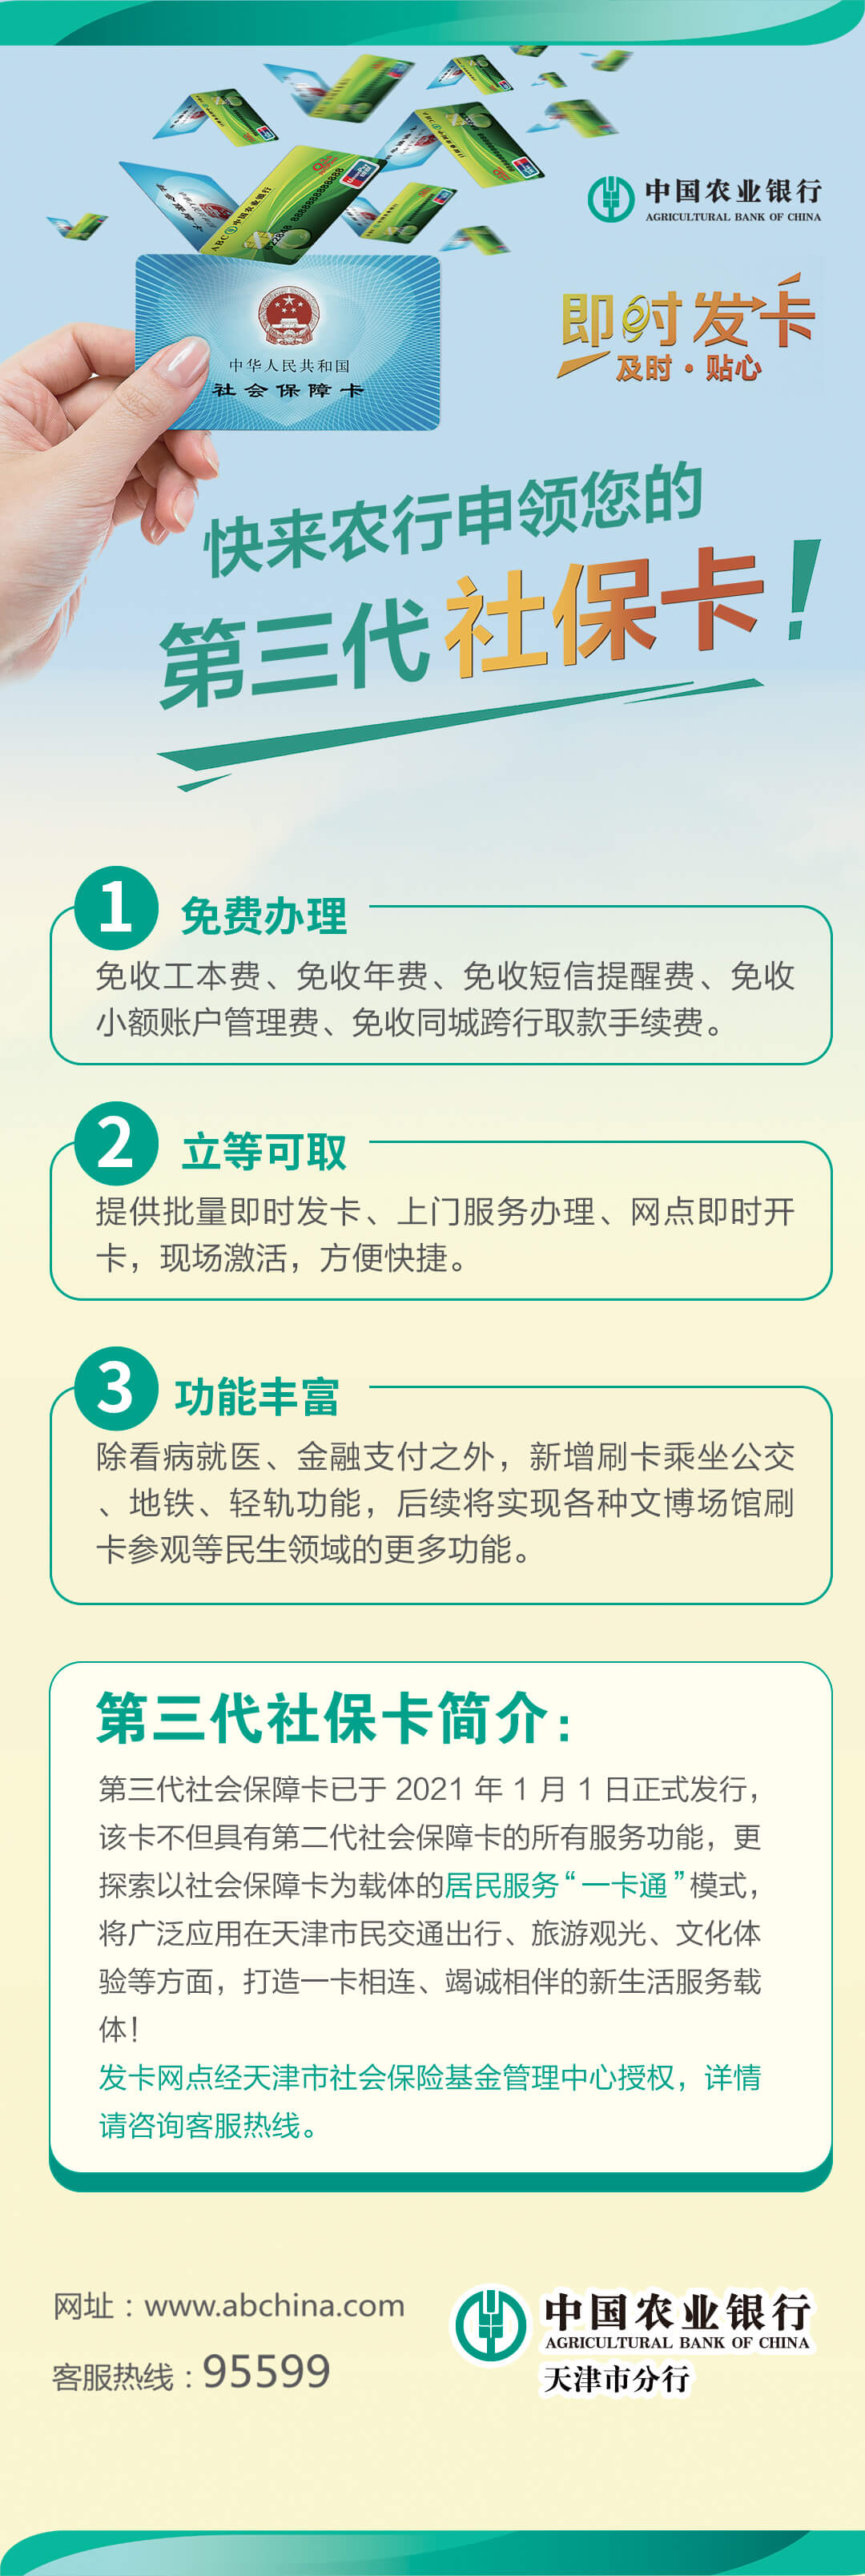 中国农业银行
AGRICULTURAL BANK OF CHINA
即时发卡
及时·贴心
中华人民共和国
社会保障卡
快来农行申领您的
第三代社保卡！
1 免费办理
免收工本费、免收年费、免收短信提醒费、免收
小额账户管理费、免收同城跨行取款手续费。
2 立等可取
提供批量即时发卡、上门服务办理、网点即时开
卡，现场激活，方便快捷。
3 功能丰富
除看病就医、金融支付之外，新增刷卡乘坐公交
、地铁、轻轨功能，后续将实现各种文博场馆刷
卡参观等民生领域的更多功能。
第三代社保卡简介：
第三代社会保障卡已于 2021 年 1 月 1 日正式发行，
该卡不但具有第二代社会保障卡的所有服务功能，更
探索以社会保障卡为载体的居民服务“一卡通”模式，
将广泛应用在天津市民交通出行、旅游观光、文化体
验等方面，打造一卡相连、竭诚相伴的新生活服务载
体！
发卡网点经天津市社会保险基金管理中心授权，详情
请咨询客服热线。
网址：www.abchina.com
客服热线：95599
中国农业银行
AGRICULTURAL BANK OF CHINA
天津市分行